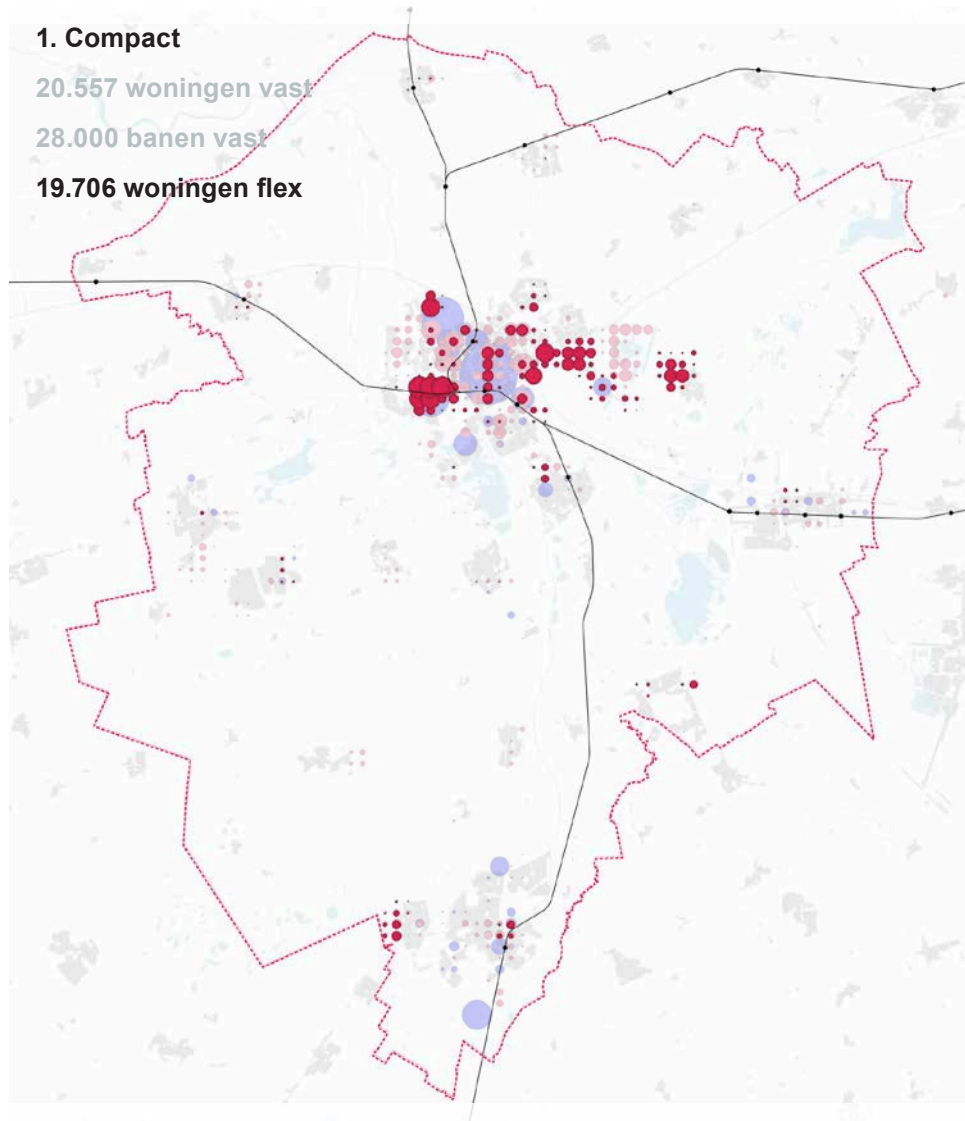 1. Compact
20.557 woningen vast
28.000 banen vast
19.706 woningen flex